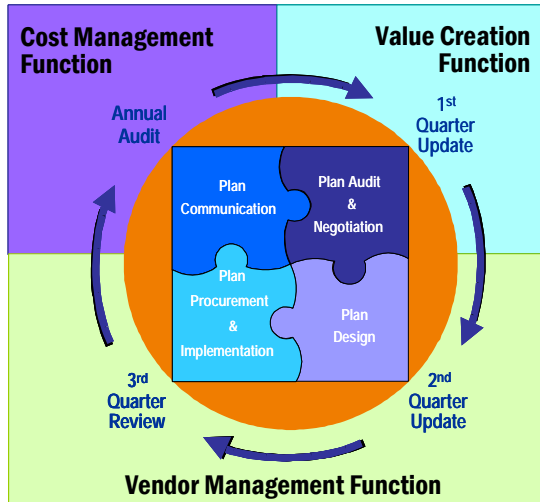 Cost Management
Function
Value Creation
Function
Annual
Audit
1st
Quarter
Update
Plan
Communication
Plan Audit
&
Negotiation
Plan
Procurement
&
Implementation
Plan
Design
3rd
Quarter
Review
2nd
Quarter
Update
Vendor Management Function